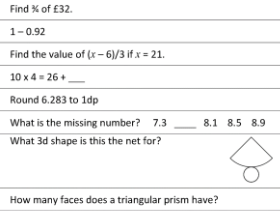 Find ¾ of £32.
1 – 0.92
Find the value of (x – 6)/3 if x = 21.
10 x 4 = 26 + ___
Round 6.283 to 1dp
What is the missing number? 7.3 ____ 8.1 8.5 8.9
What 3d shape is this the net for?
How many faces does a triangular prism have?